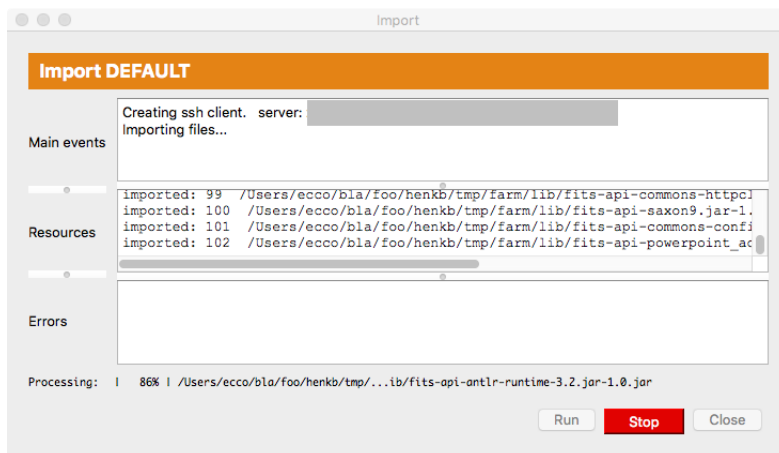 Import
Import DEFAULT
Main events
Creating ssh client. server:
Importing files...
Resources
imported: 99 /Users/ecco/bla/foo/henkb/tmp/farm/lib/fits-api-commons-httpcl
imported: 100 /Users/ecco/bla/foo/henkb/tmp/farm/lib/fits-api-saxon9.jar-1.
imported: 101 /Users/ecco/bla/foo/henkb/tmp/farm/lib/fits-api-commons-confi
imported: 102 /Users/ecco/bla/foo/henkb/tmp/farm/lib/fits-api-powerpoint_ad
Errors
Processing: | 86% | /Users/ecco/bla/foo/henkb/tmp/...ib/fits-api-antlr-runtime-3.2.jar-1.0.jar
Run Stop Close